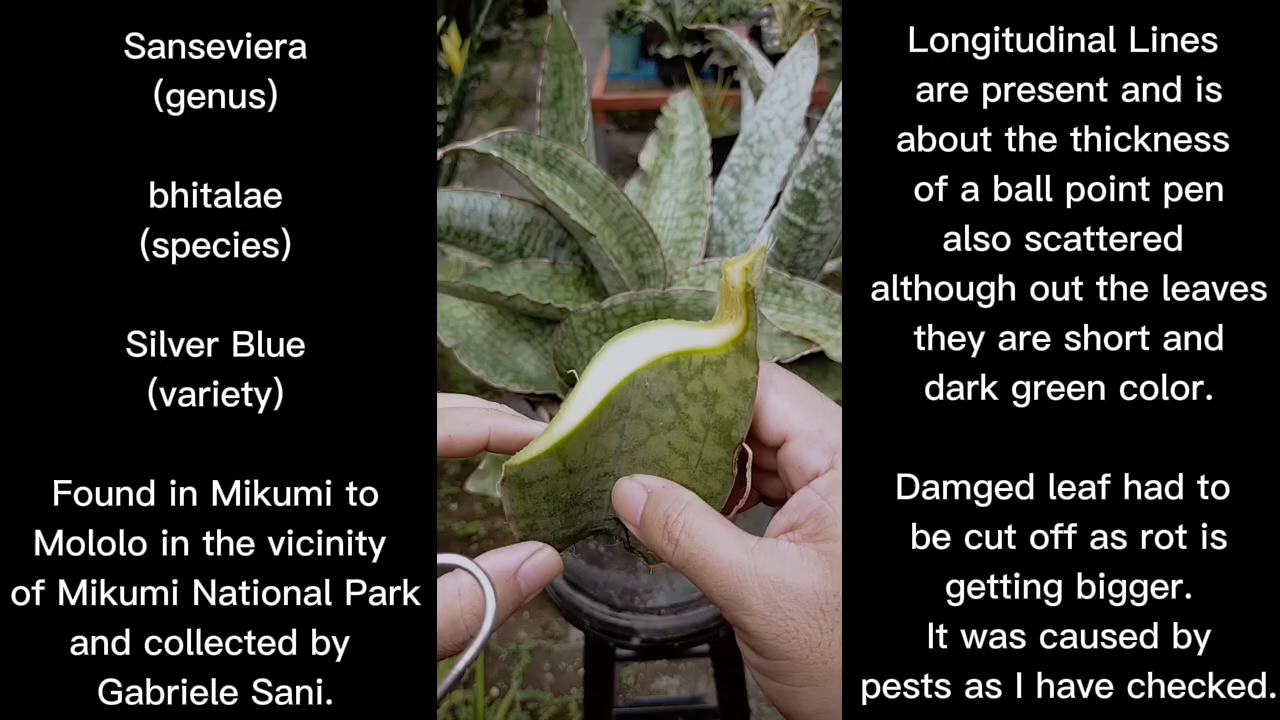 Sanseviera
(genus)
bhitalae
(species)
Silver Blue
(variety)
Found in Mikumi to
Mololo in the vicinity
of Mikumi National Park
and collected by
Gabriele Sani.
Longitudinal Lines
are present and is
about the thickness
of a ball point pen
also scattered
although out the leaves
they are short and
dark green color.
Damged leaf had to
be cut off as rot is
getting bigger.
It was caused by
pests as I have checked.